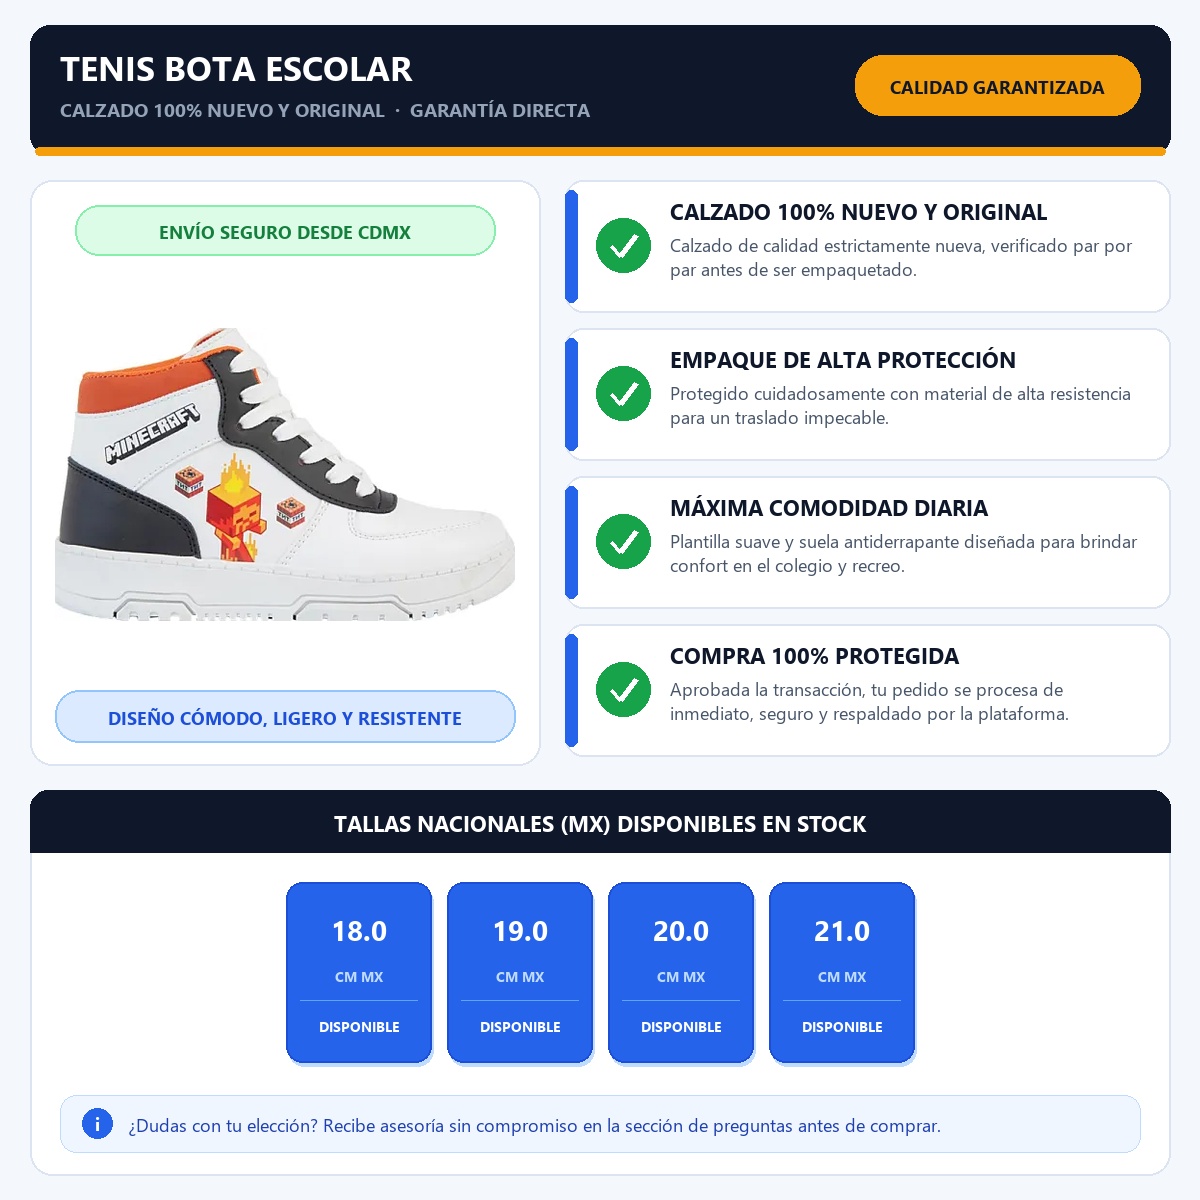 TENIS BOTA ESCOLAR
CALZADO 100% NUEVO Y ORIGINAL · GARANTÍA DIRECTA
CALIDAD GARANTIZADA
ENVÍO SEGURO DESDE CDMX
MINECRAFT
TNT
TNT
DISEÑO CÓMODO, LIGERO Y RESISTENTE
CALZADO 100% NUEVO Y ORIGINAL
Calzado de calidad estrictamente nueva, verificado par por
par antes de ser empaquetado.
EMPAQUE DE ALTA PROTECCIÓN
Protegido cuidadosamente con material de alta resistencia
para un traslado impecable.
MÁXIMA COMODIDAD DIARIA
Plantilla suave y suela antiderrapante diseñada para brindar
confort en el colegio y recreo.
COMPRA 100% PROTEGIDA
Aprobada la transacción, tu pedido se procesa de
inmediato, seguro y respaldado por la plataforma.
TALLAS NACIONALES (MX) DISPONIBLES EN STOCK
18.0
CM MX
DISPONIBLE
19.0
CM MX
DISPONIBLE
20.0
CM MX
DISPONIBLE
21.0
CM MX
DISPONIBLE
¿Dudas con tu elección? Recibe asesoría sin compromiso en la sección de preguntas antes de comprar.